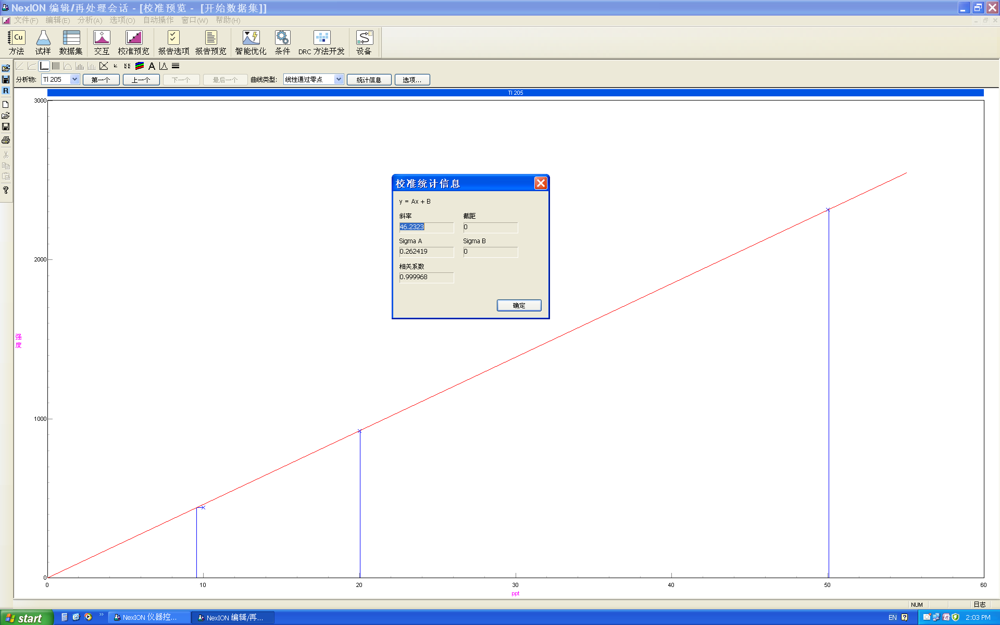 NexION 编辑/再处理会话 - [校准预览 - [开始数据集]]
文件(F) 编辑(E) 分析(A) 选项(O) 自动操作 窗口(W) 帮助(H)
Cu
方法 试样 数据集 交互 校准预览 报告选项 报告预览 智能优化 条件 DRC 方法开发 设备
A
分析物: Tl 205 第一个 上一个 下一个 最后一个 曲线类型: 线性通过零点 统计信息 选项...
R
Tl 205
3000
2000
1000
0
强度
校准统计信息
y = Ax + B
斜率 截距
46.2323 0
Sigma A Sigma B
0.262419 0
相关系数
0.999968
确定
0 10 20 30 40 50 60
ppt
NUM 日志
start NexION 仪器控... NexION 编辑/再... EN 2:03 PM